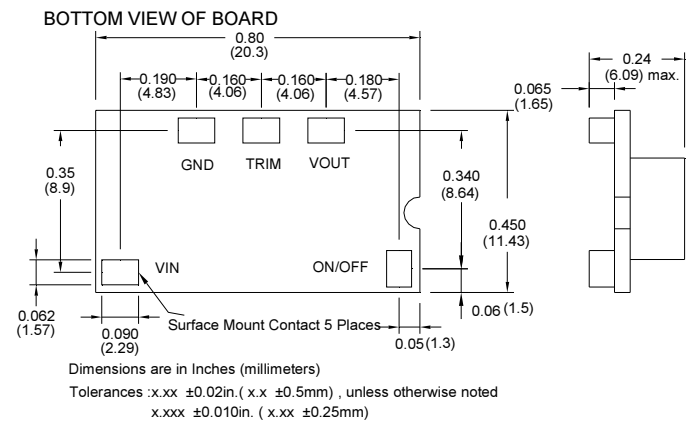 BOTTOM VIEW OF BOARD
0.80
(20.3)
0.24
(6.09) max.
0.190
(4.83)
0.160
(4.06)
0.160
(4.06)
0.180
(4.57)
0.065
(1.65)
GND TRIM VOUT
0.35
(8.9)
0.340
(8.64)
0.450
(11.43)
VIN
ON/OFF
0.062
(1.57)
0.090
(2.29)
Surface Mount Contact 5 Places
0.06 (1.5)
0.05 (1.3)
Dimensions are in Inches (millimeters)
Tolerances :x.xx ±0.02in.( x.x ±0.5mm) , unless otherwise noted
x.xxx ±0.010in. ( x.xx ±0.25mm)